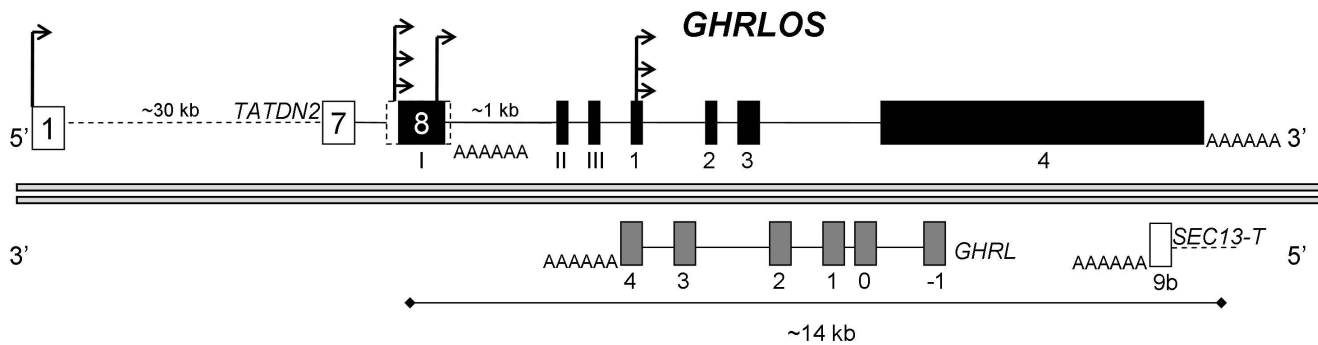 GHRLOS
~30 kb TATDN2 ~1 kb
5’ 1 7 8 AAAAAA AAAAAA 3’
I II III 1 2 3 4
3’ AAAAAA GHRL AAAAAA SEC13-T 5’
4 3 2 1 0 -1 9b
~14 kb